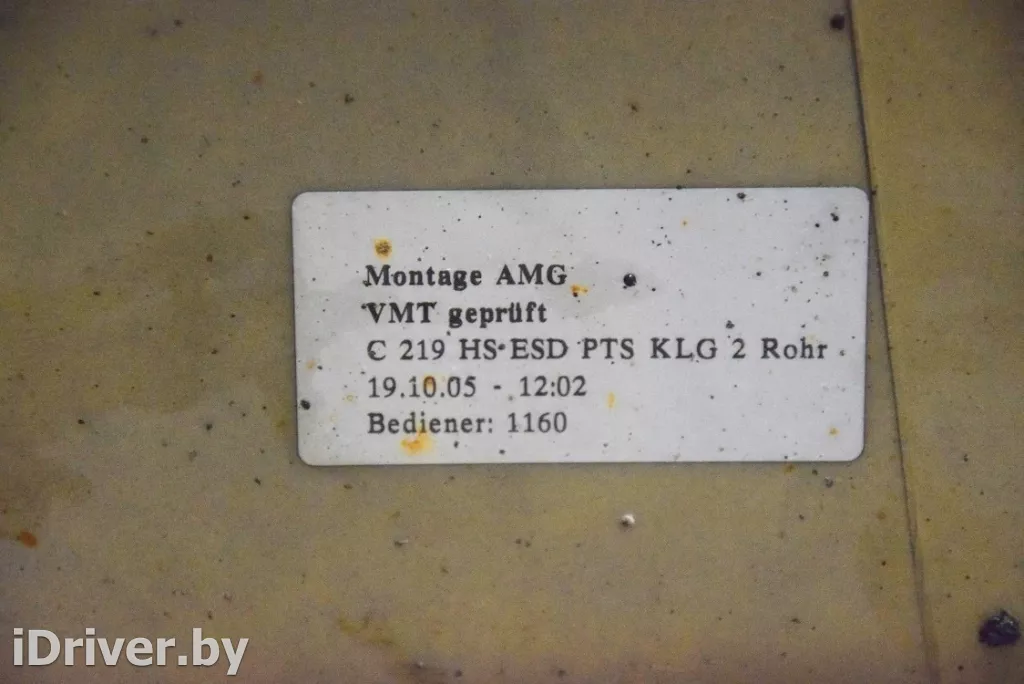 Montage AMG
VMT geprüft
C 219 HS ESD PTS KLG 2 Rohr
19.10.05 - 12:02
Bediener: 1160
iDriver.by